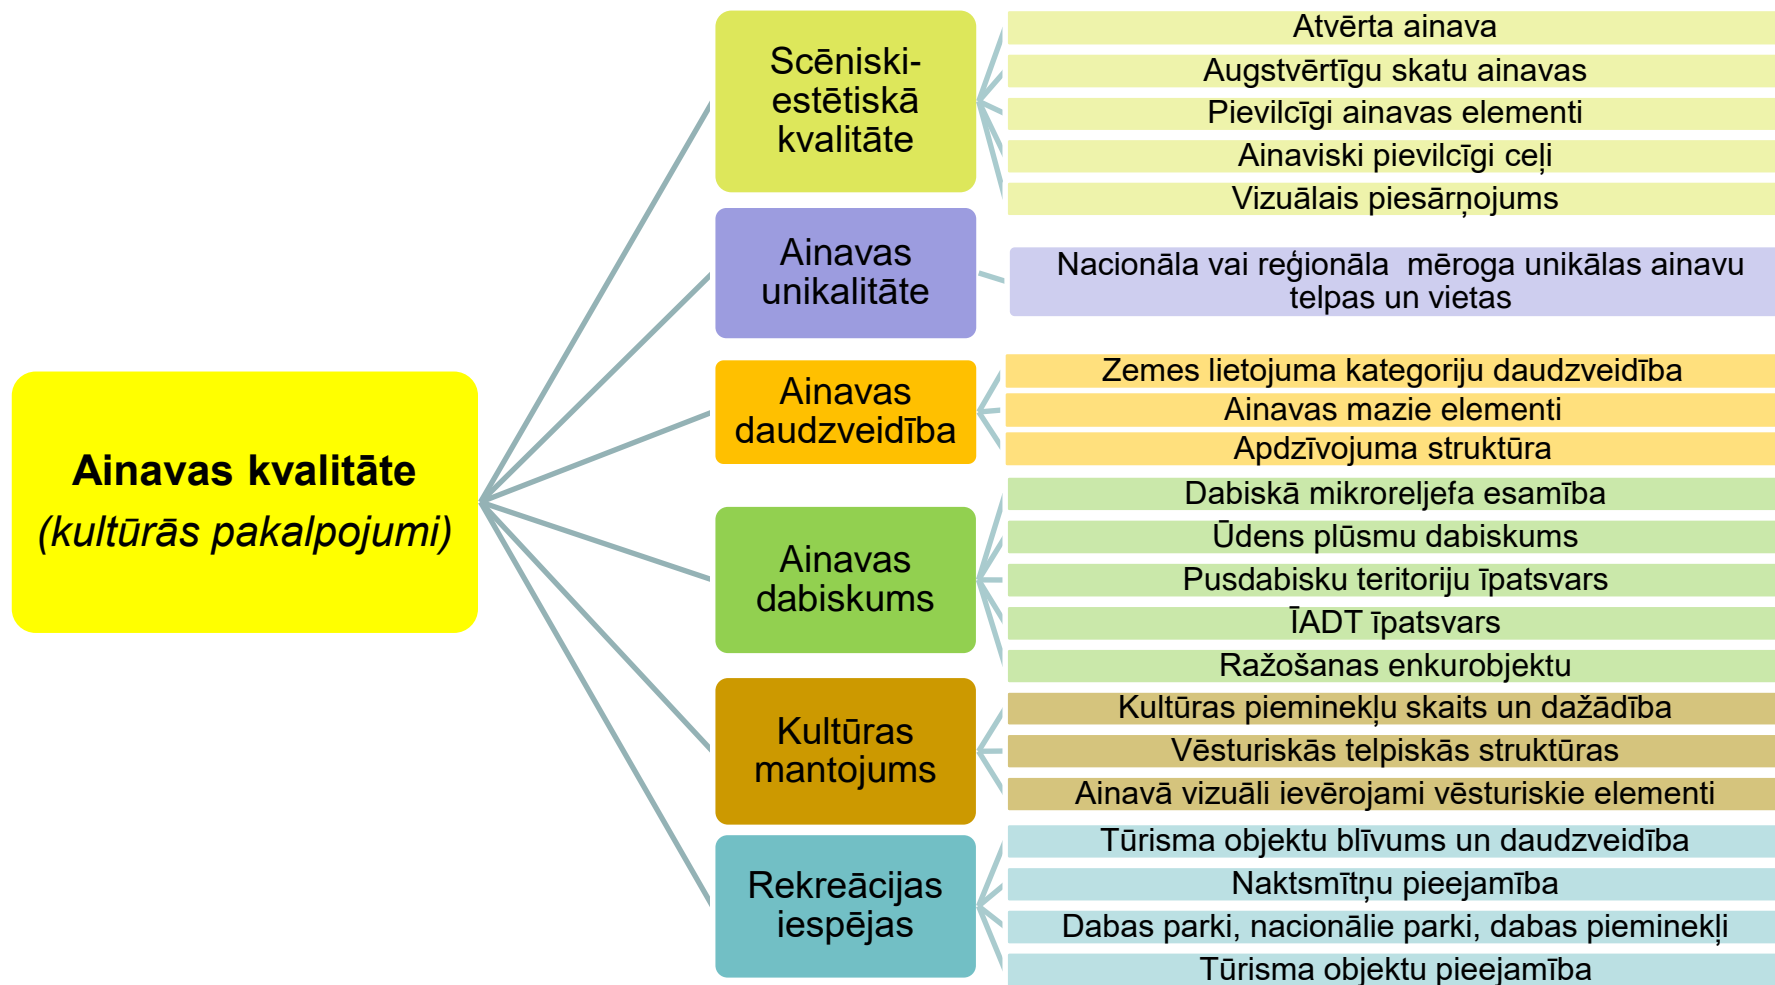 Ainavas kvalitāte
(kultūrās pakalpojumi)
Scēniski-
estētiskā
kvalitāte
Atvērta ainava
Augstvērtīgu skatu ainavas
Pievilcīgi ainavas elementi
Ainaviski pievilcīgi ceļi
Vizuālais piesārņojums
Ainavas
unikalitāte
Nacionāla vai reģionāla mēroga unikālas ainavu
telpas un vietas
Ainavas
daudzveidība
Zemes lietojuma kategoriju daudzveidība
Ainavas mazie elementi
Apdzīvojuma struktūra
Ainavas
dabiskums
Dabiskā mikroreljefa esamība
Ūdens plūsmu dabiskums
Pusdabisku teritoriju īpatsvars
ĪADT īpatsvars
Ražošanas enkurobjektu
Kultūras
mantojums
Kultūras pieminekļu skaits un dažādība
Vēsturiskās telpiskās struktūras
Ainavā vizuāli ievērojami vēsturiskie elementi
Rekreācijas
iespējas
Tūrisma objektu blīvums un daudzveidība
Naktsmītņu pieejamība
Dabas parki, nacionālie parki, dabas pieminekļi
Tūrisma objektu pieejamība